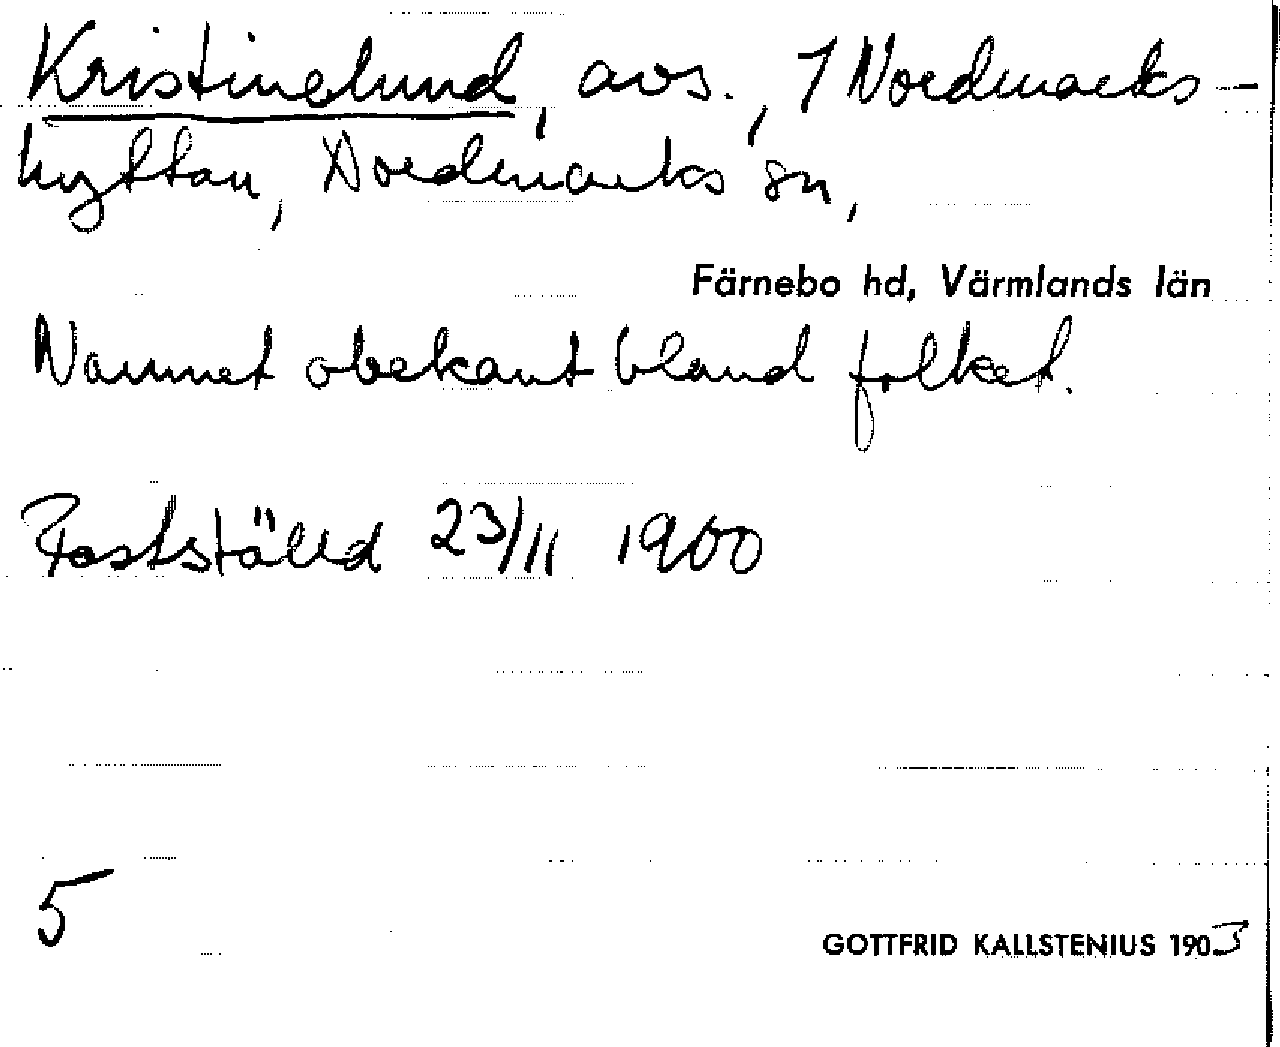 Kristinelund, avs., 1 Nordmarks-
hyttan, Nordmarks sn,
Färnebo hd, Värmlands län
Namnet obekant bland folket.
Fastställd 23/11 1900
5
GOTTFRID KALLSTENIUS 1903